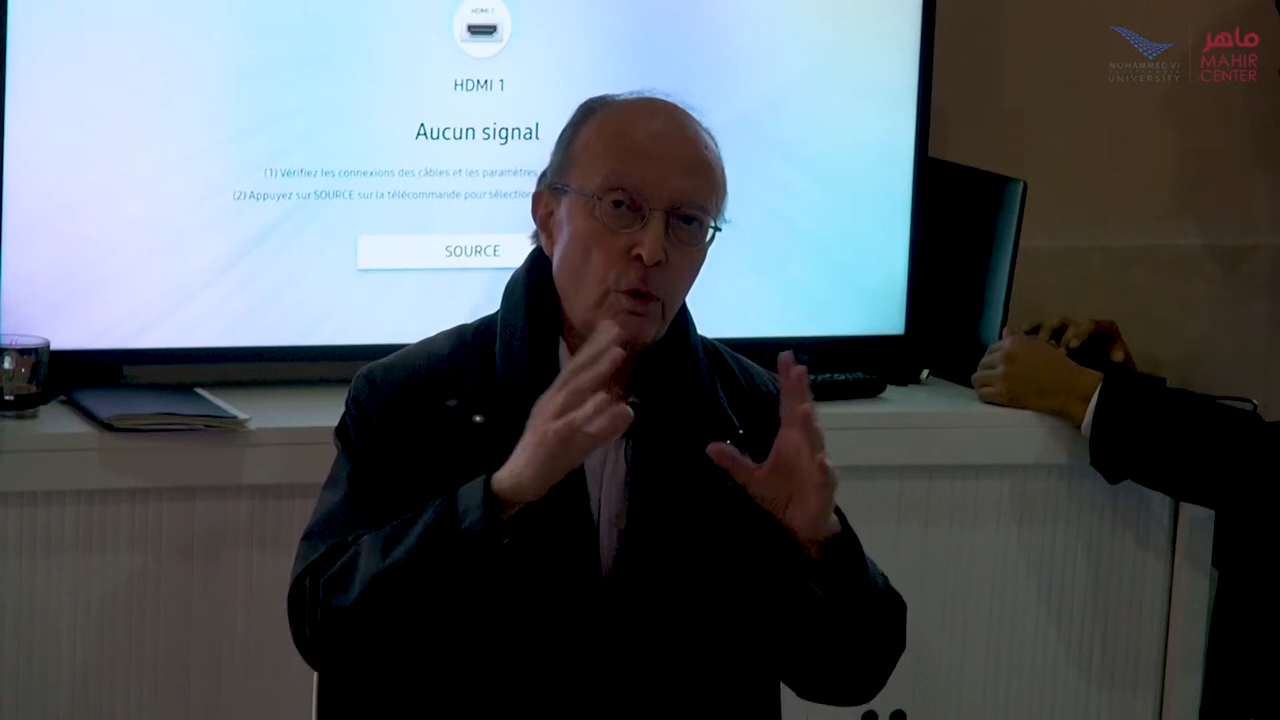 HDMI 1
HDMI 1
Aucun signal
(1) Vérifiez les connexions des câbles et les paramètres
(2) Appuyez sur SOURCE sur la télécommande pour sélection
SOURCE
MOHAMMED VI
UNIVERSITY
ماهر
MAHIR
CENTER